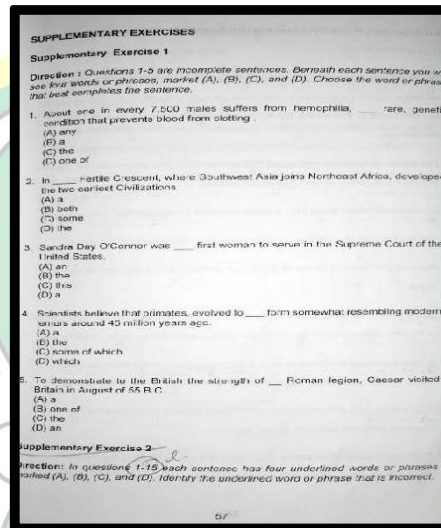 SUPPLEMENTARY EXERCISES
Supplementary Exercise 1
Direction : Questions 1-5 are incomplete sentences. Beneath each sentence you w
see four words or phrases, market (A), (B), (C), and (D). Choose the word or phras
that best completes the sentence.
1. About one in every 7.500 males suffers from hemophilia, ____ rare, geneti
condition that prevents blood from clotting .
(A) any
(B) a
(C) the
(D) one of
2. In ____ Fertile Crescent, where Southwest Asia joins Northeast Africa, develope
the two earliest Civilizations
(A) a
(B) both
(C) some
(D) the
3. Sandra Day O'Connor was ____ first woman to serve in the Supreme Court of the
United States.
(A) an
(B) the
(C) this
(D) a
4. Scientists believe that primates, evolved to ____ form somewhat resembling modern
lemurs around 45 million years ago.
(A) a
(B) the
(C) some of which
(D) which
5. To demonstrate to the British the strength of ___ Roman legion, Caesar visited
Britain in August of 55 B.C.
(A) a
(B) one of
(C) the
(D) an
Supplementary Exercise 2
Direction: In questions 1-15 each sentence has four underlined words or phrases
marked (A), (B), (C), and (D). Identify the underlined word or phrase that is incorrect.
57